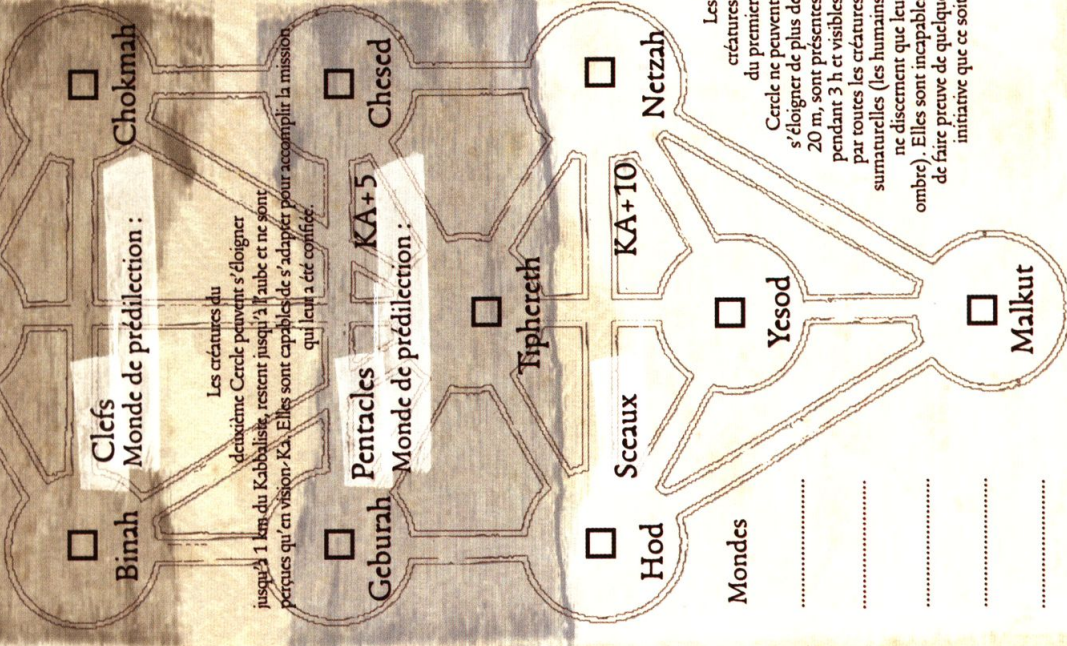 Clefs
Binah
Chokmah
Monde de prédilection :
Les créatures du
deuxième Cercle peuvent s'éloigner
jusqu'à 1 km du Kabbaliste, restent jusqu'à l'aube et ne sont
perçues qu'en vision-Ka. Elles sont capables de s'adapter pour accomplir la mission
qui leur a été confiée.
Pentacles KA+5
Geburah
Chesed
Monde de prédilection :
Tiphereth
Sceaux KA+10
Hod
Netzah
Les
créatures
du premier
Cercle ne peuvent
s'éloigner de plus de
20 m, sont présentes
pendant 3 h et visibles
par toutes les créatures
surnaturelles (les humains
ne discernent que leu
ombre). Elles sont incapable
de faire preuve de quelqu
initiative que ce soit
Yesod
Mondes
Malkut